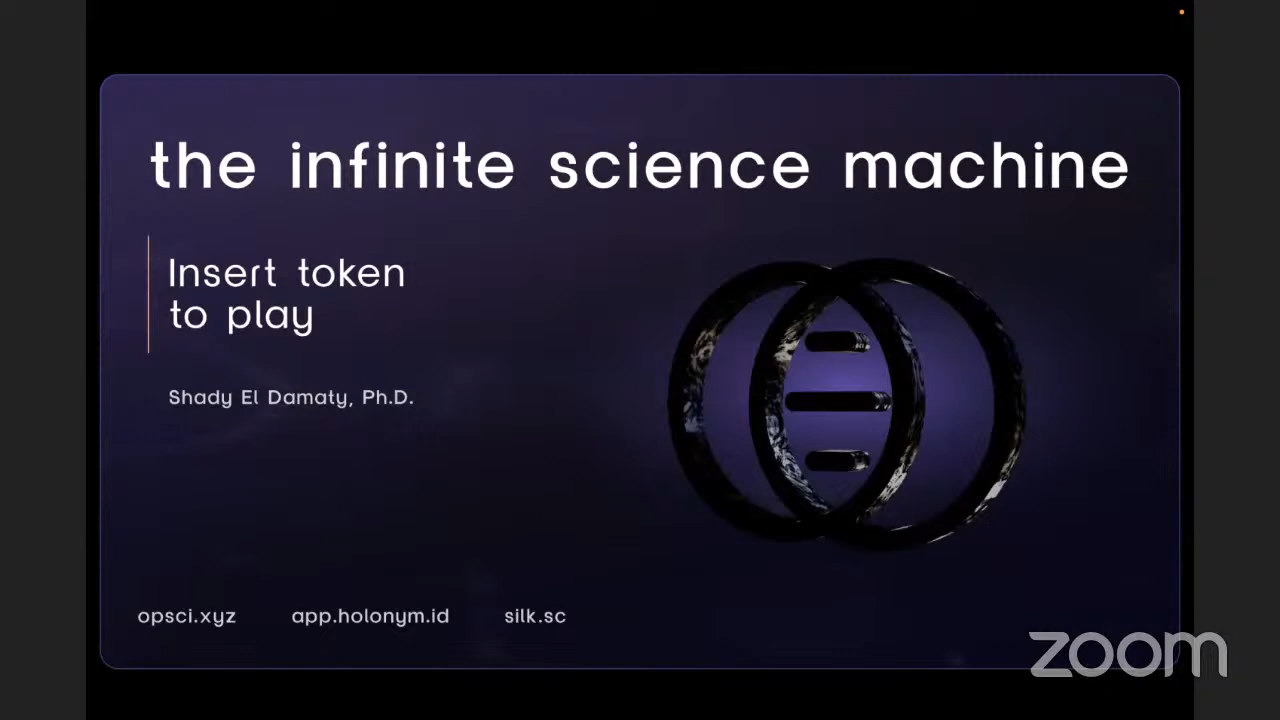 the infinite science machine
Insert token
to play
Shady El Damaty, Ph.D.
opsci.xyz app.holonym.id silk.sc
zoom